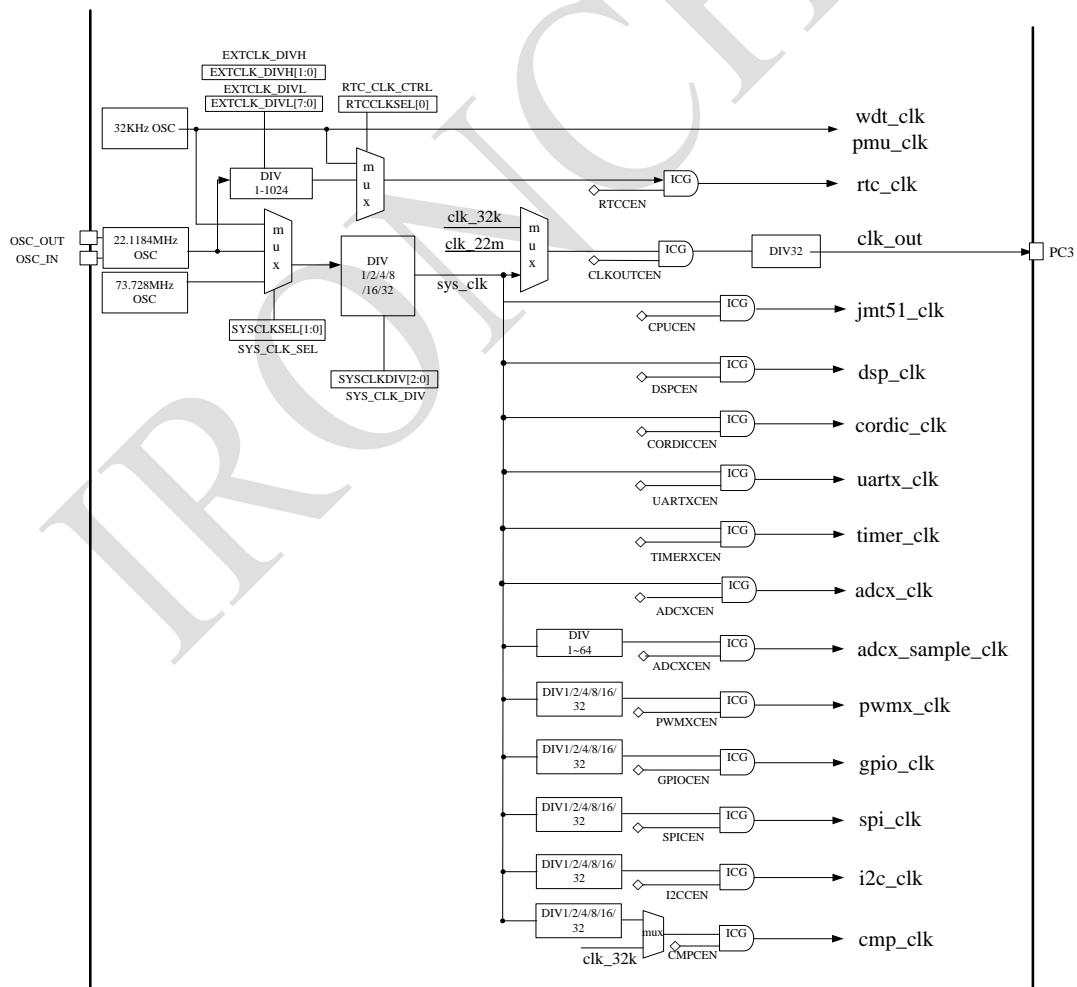 EXTCLK_DIVH
EXTCLK_DIVH[1:0]
EXTCLK_DIVL
EXTCLK_DIVL[7:0]
RTC_CLK_CTRL
RTCCLKSEL[0]
32KHz OSC
wdt_clk
pmu_clk
DIV
1-1024
m
u
x
ICG
RTCCEN
rtc_clk
OSC_OUT
OSC_IN
22.1184MHz
OSC
73.728MHz
OSC
m
u
x
SYSCLKSEL[1:0]
SYS_CLK_SEL
DIV
1/2/4/8
/16/32
SYSCLKDIV[2:0]
SYS_CLK_DIV
clk_32k
clk_22m
sys_clk
m
u
x
ICG
CLKOUTCEN
DIV32
clk_out
PC3
ICG
CPUCEN
jmt51_clk
ICG
DSPCEN
dsp_clk
ICG
CORDICCEN
cordic_clk
ICG
UARTXCEN
uartx_clk
ICG
TIMERXCEN
timer_clk
ICG
ADCXCEN
adcx_clk
DIV
1~64
ICG
ADCXCEN
adcx_sample_clk
DIV1/2/4/8/16/
32
ICG
PWMXCEN
pwmx_clk
DIV1/2/4/8/16/
32
ICG
GPIOCEN
gpio_clk
DIV1/2/4/8/16/
32
ICG
SPICEN
spi_clk
DIV1/2/4/8/16/
32
ICG
I2CCEN
i2c_clk
DIV1/2/4/8/16/
32
clk_32k
mux
ICG
CMPCEN
cmp_clk